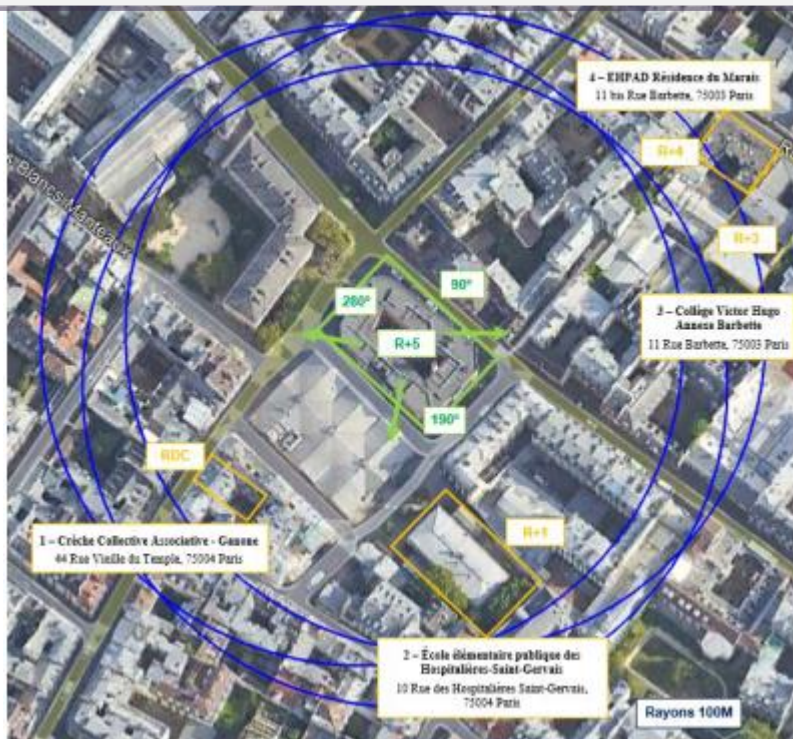 4 – EHPAD Résidence du Marais
11 bis Rue Barbette, 75003 Paris
R+4
R+3
Blancs Manteaux
280°
90°
R+5
3 – Collège Victor Hugo
Annexe Barbette
11 Rue Barbette, 75003 Paris
190°
RDC
R+1
1 – Crèche Collective Associative -
44 Rue Vieille du Temple, 75004 Paris
2 – École élémentaire publique des
Hospitalières-Saint-Gervais
10 Rue des Hospitalières Saint-Gervais,
75004 Paris
Rayons 100M